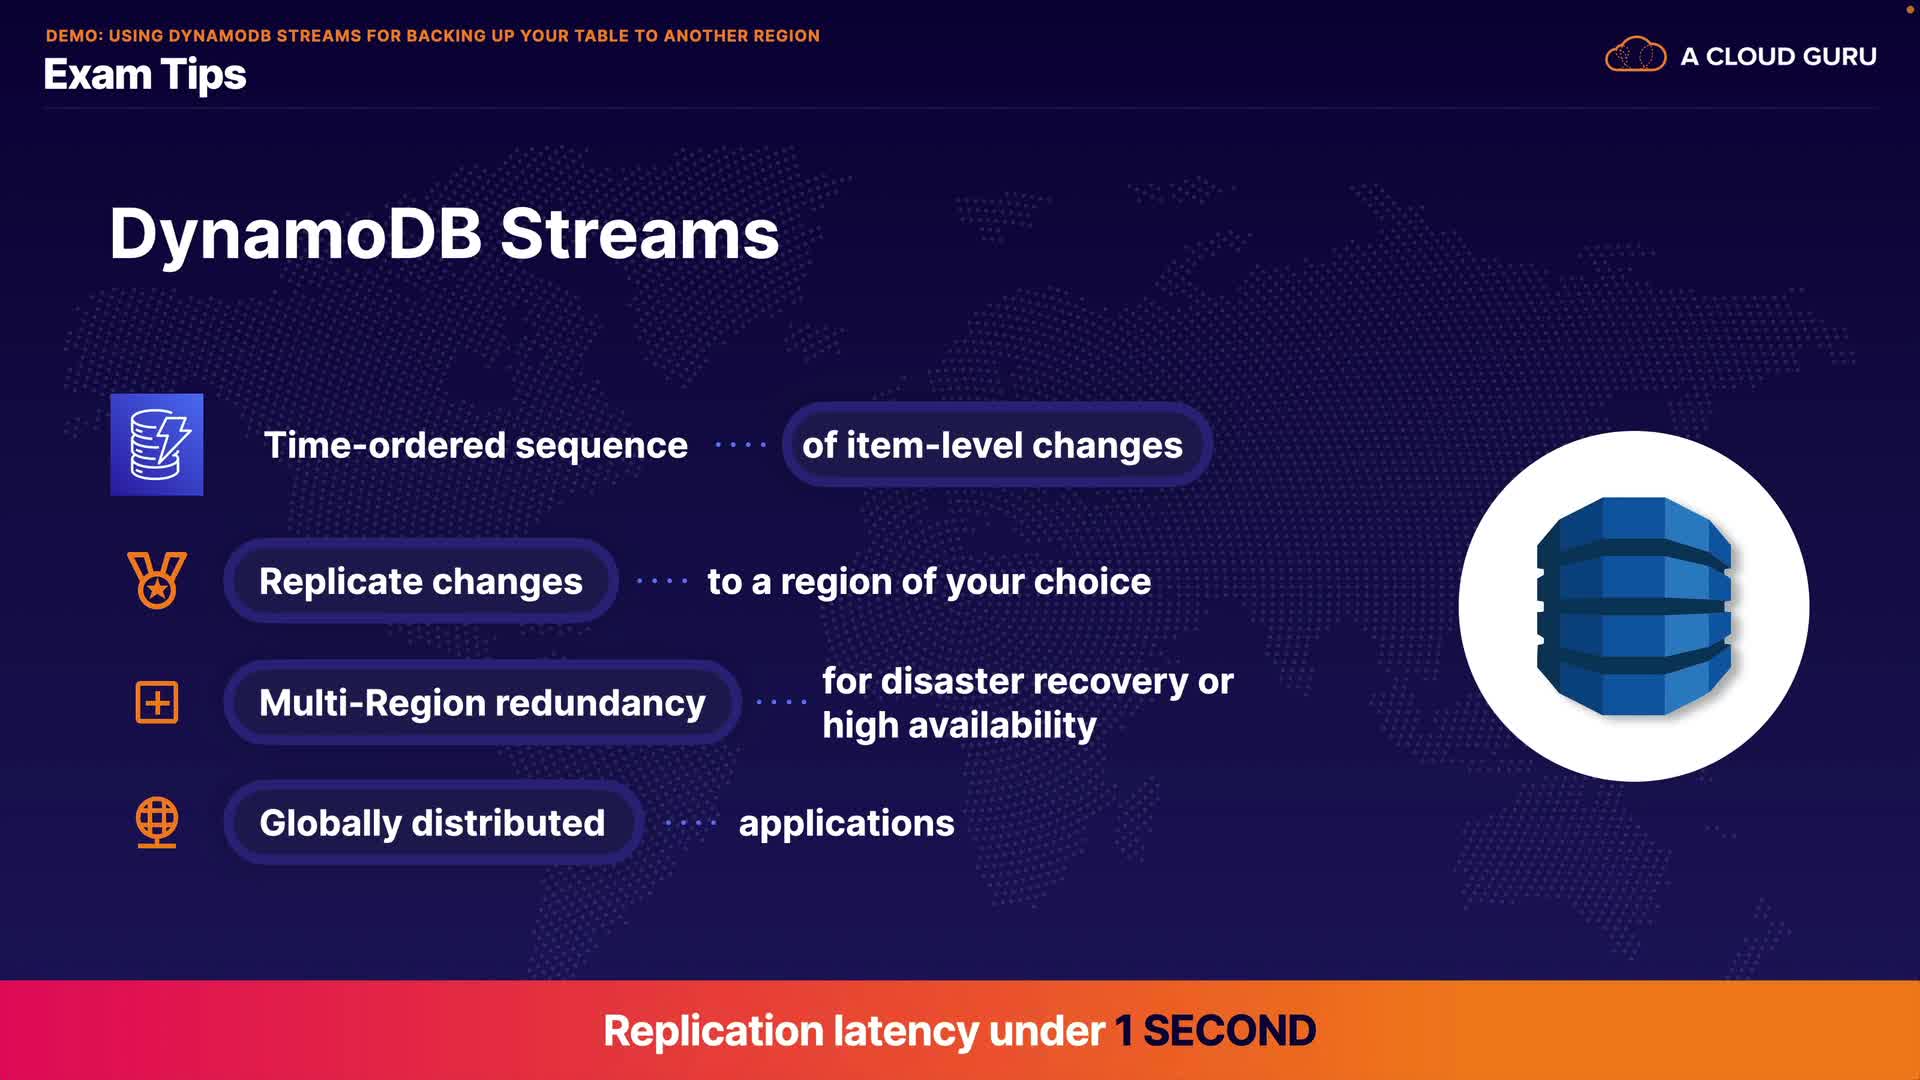 DEMO: USING DYNAMODB STREAMS FOR BACKING UP YOUR TABLE TO ANOTHER REGION
Exam Tips
A CLOUD GURU
DynamoDB Streams
Time-ordered sequence of item-level changes
Replicate changes to a region of your choice
Multi-Region redundancy for disaster recovery or
high availability
Globally distributed applications
Replication latency under 1 SECOND